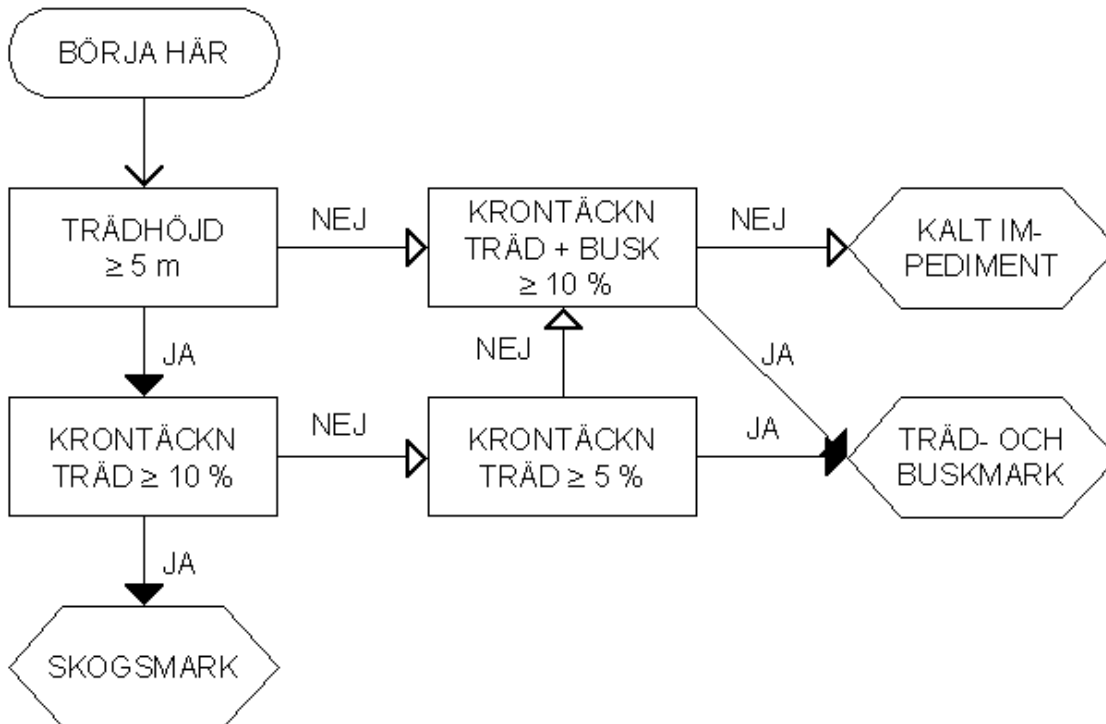 BÖRJA HÄR
TRÄDHÖJD
≥ 5 m
NEJ
KRONTÄCKN
TRÄD + BUSK
≥ 10 %
NEJ
KALT IM-
PEDIMENT
JA
NEJ
JA
KRONTÄCKN
TRÄD ≥ 10 %
NEJ
KRONTÄCKN
TRÄD ≥ 5 %
JA
TRÄD- OCH
BUSKMARK
JA
SKOGSMARK